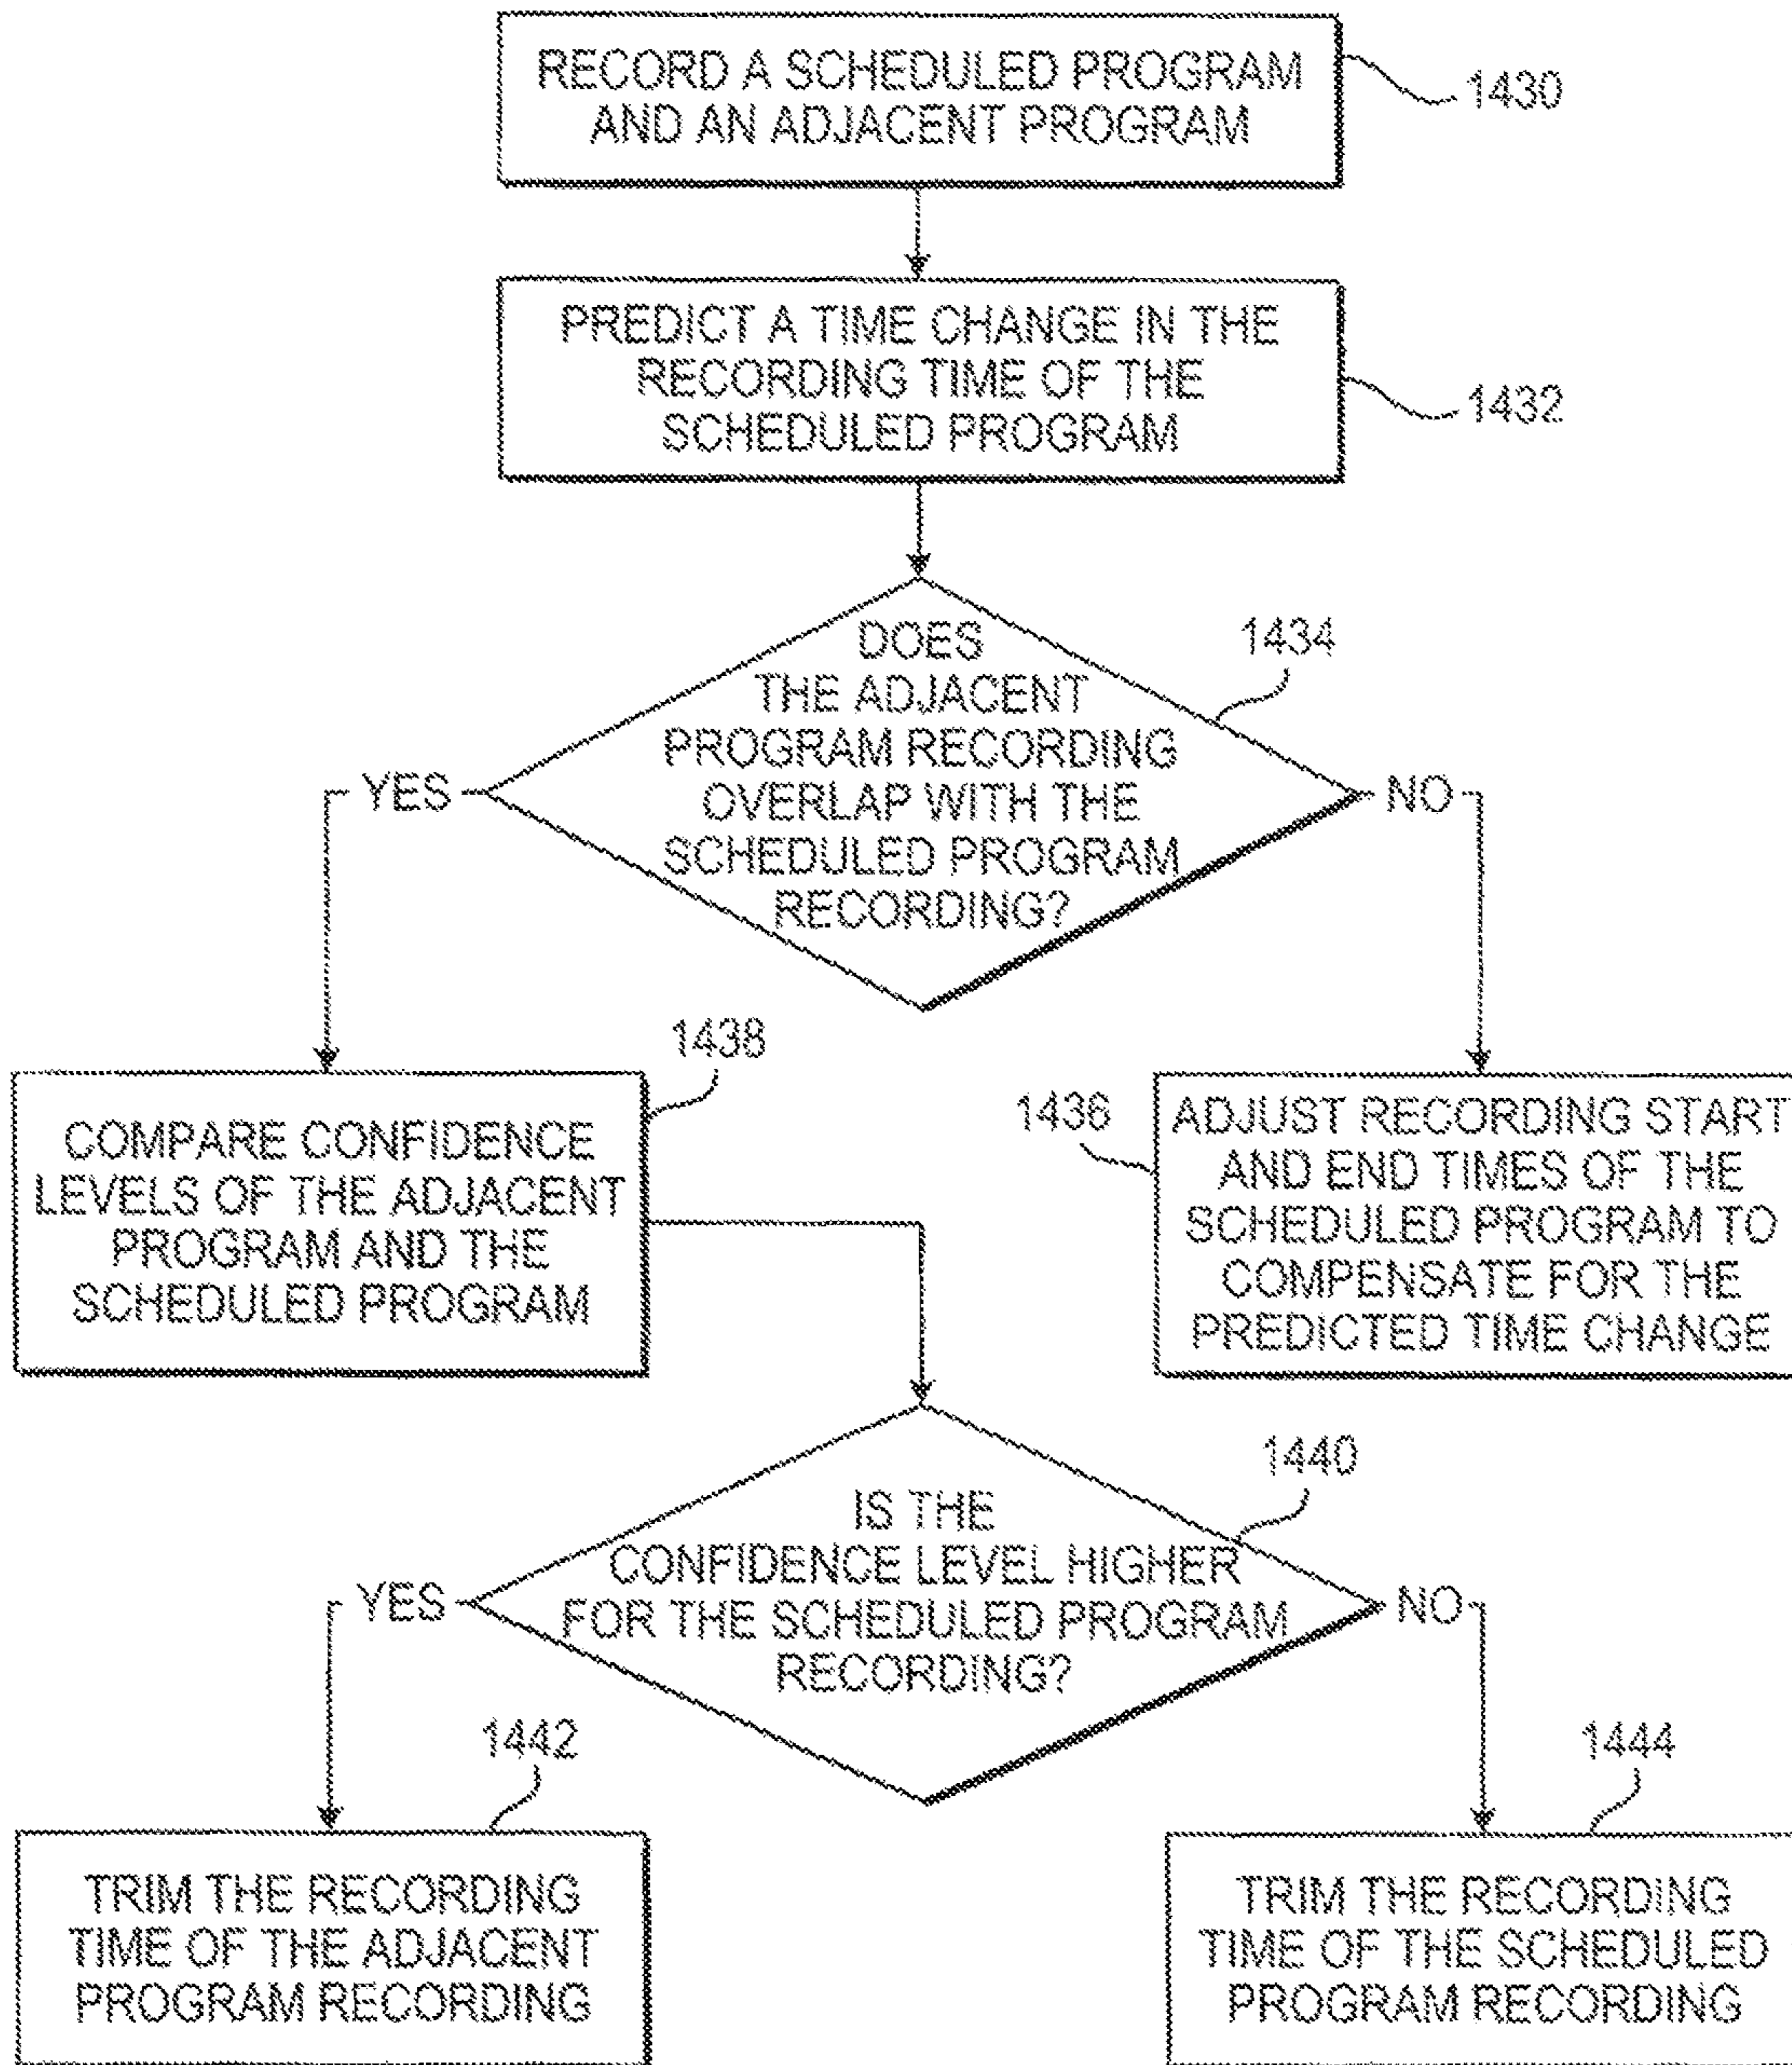 RECORD A SCHEDULED PROGRAM
AND AN ADJACENT PROGRAM
1430
PREDICT A TIME CHANGE IN THE
RECORDING TIME OF THE
SCHEDULED PROGRAM
1432
DOES
THE ADJACENT
PROGRAM RECORDING
OVERLAP WITH THE
SCHEDULED PROGRAM
RECORDING?
1434
YES
NO
1438
COMPARE CONFIDENCE
LEVELS OF THE ADJACENT
PROGRAM AND THE
SCHEDULED PROGRAM
1436
ADJUST RECORDING START
AND END TIMES OF THE
SCHEDULED PROGRAM TO
COMPENSATE FOR THE
PREDICTED TIME CHANGE
1440
IS THE
CONFIDENCE LEVEL HIGHER
FOR THE SCHEDULED PROGRAM
RECORDING?
YES
NO
1442
TRIM THE RECORDING
TIME OF THE ADJACENT
PROGRAM RECORDING
1444
TRIM THE RECORDING
TIME OF THE SCHEDULED
PROGRAM RECORDING